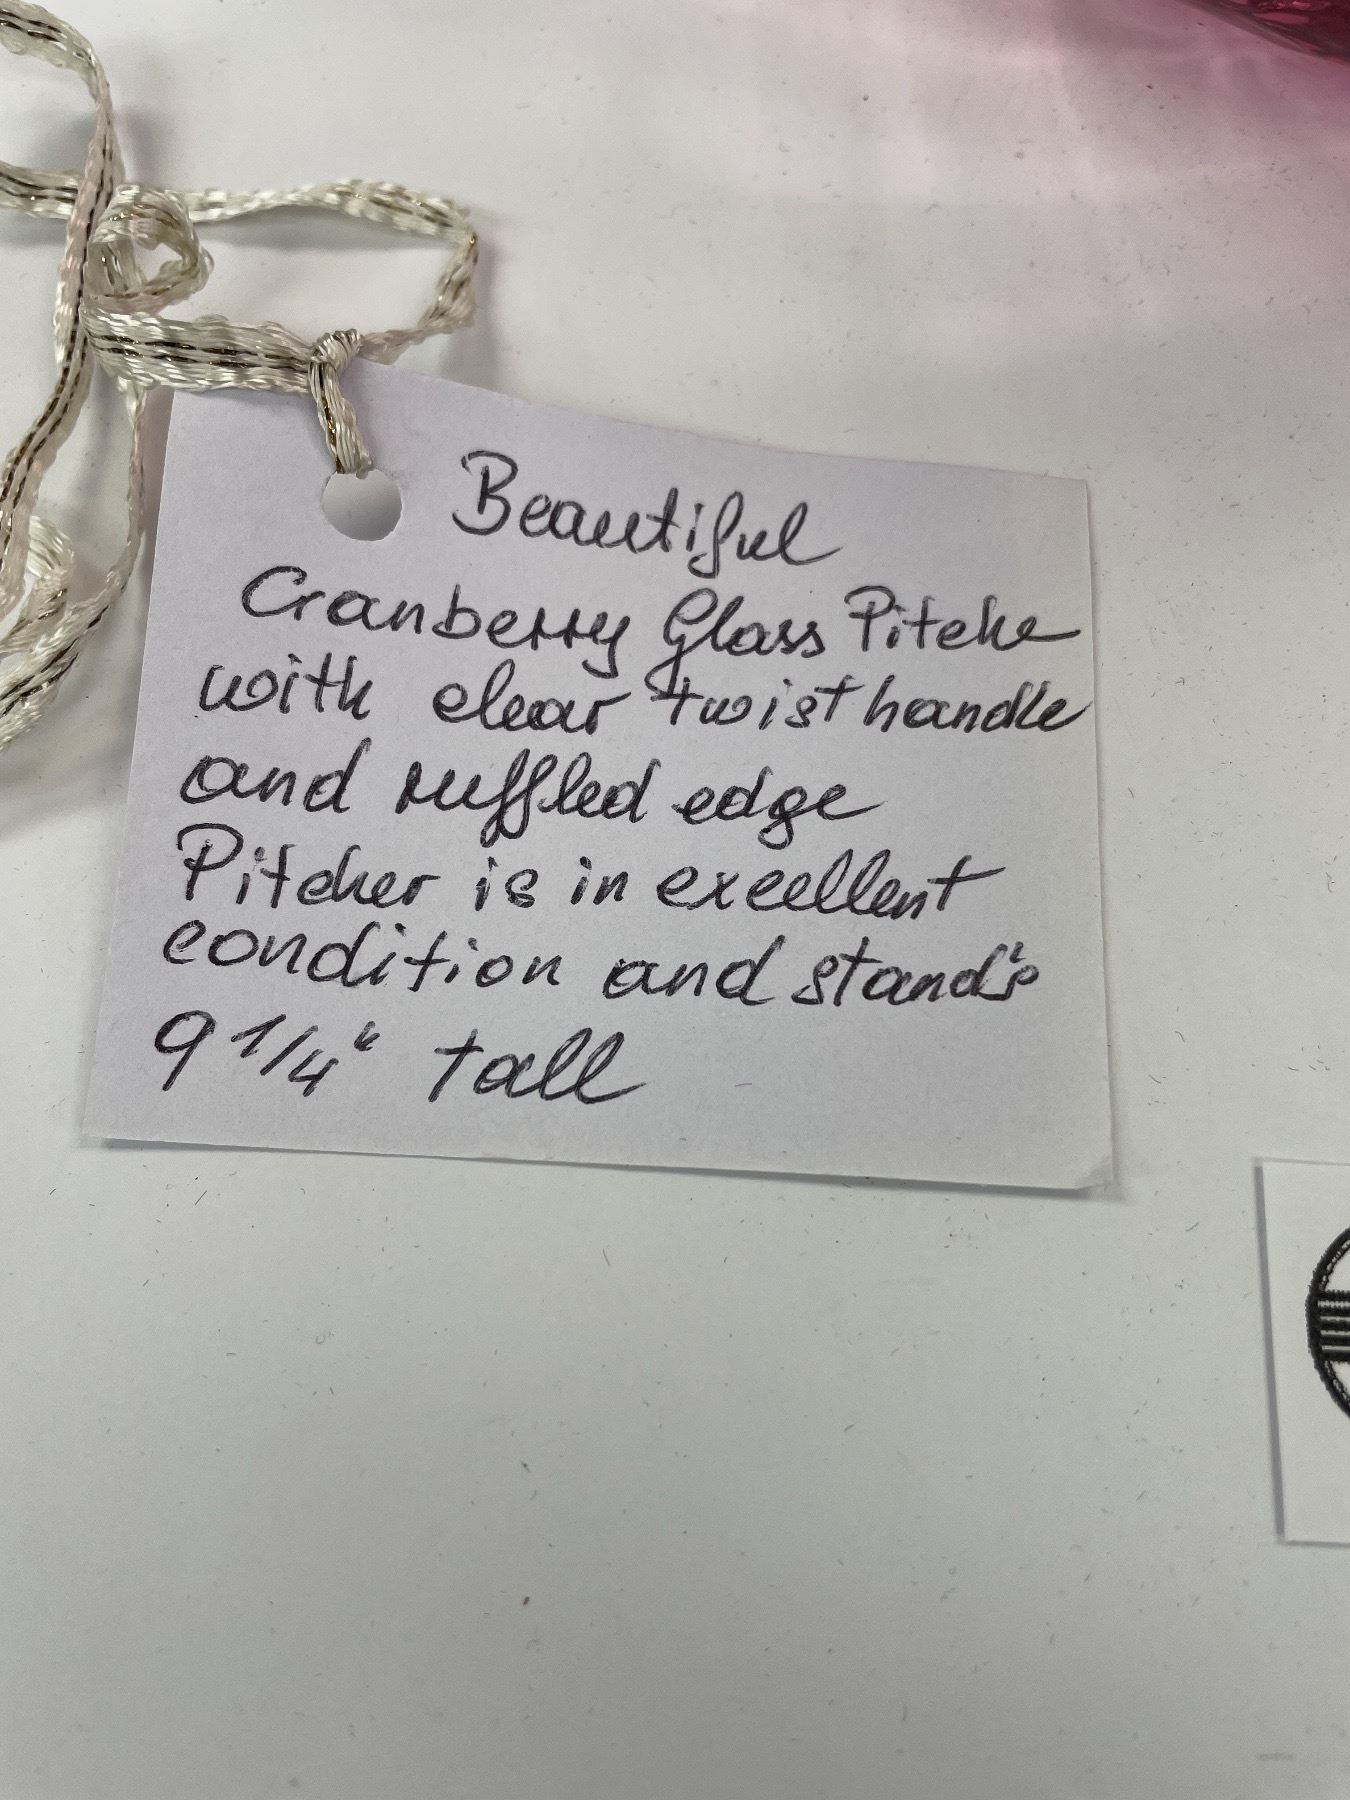 Beautiful
Cranberry Glass Pitche
with clear twist handle
and ruffled edge
Pitcher is in excellent
condition and stand's
9 1/4" tall